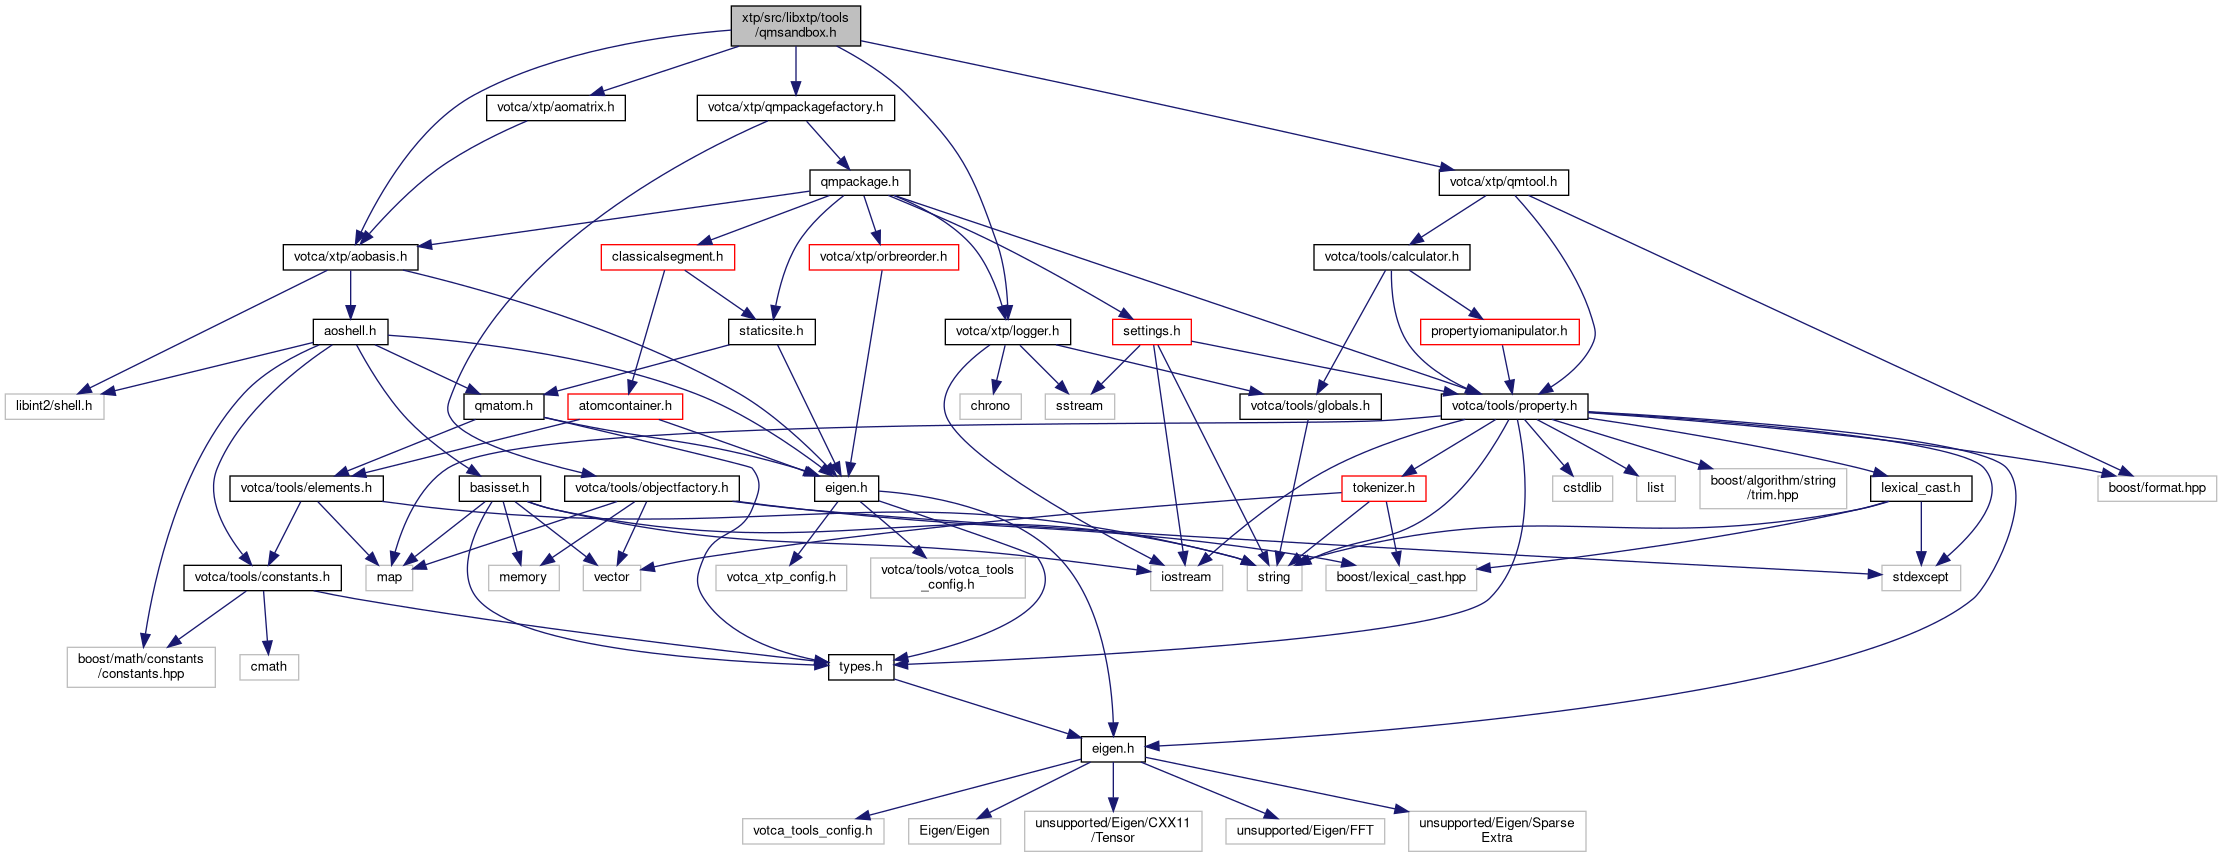 xtp/src/libxtp/tools
/qmsandbox.h
votca/xtp/aomatrix.h
votca/xtp/qmpackagefactory.h
qmpackage.h
votca/xtp/qmtool.h
votca/xtp/aobasis.h
classicalsegment.h
votca/xtp/orbreorder.h
votca/tools/calculator.h
aoshell.h
staticsite.h
votca/xtp/logger.h
settings.h
propertyiomanipulator.h
libint2/shell.h
qmatom.h
atomcontainer.h
chrono
sstream
votca/tools/globals.h
votca/tools/property.h
votca/tools/elements.h
basisset.h
votca/tools/objectfactory.h
eigen.h
tokenizer.h
cstdlib
list
boost/algorithm/string
/trim.hpp
lexical_cast.h
boost/format.hpp
votca/tools/constants.h
map
memory
vector
votca_xtp_config.h
votca/tools/votca_tools
_config.h
iostream
string
boost/lexical_cast.hpp
stdexcept
boost/math/constants
/constants.hpp
cmath
types.h
eigen.h
votca_tools_config.h
Eigen/Eigen
unsupported/Eigen/CXX11
/Tensor
unsupported/Eigen/FFT
unsupported/Eigen/Sparse
Extra